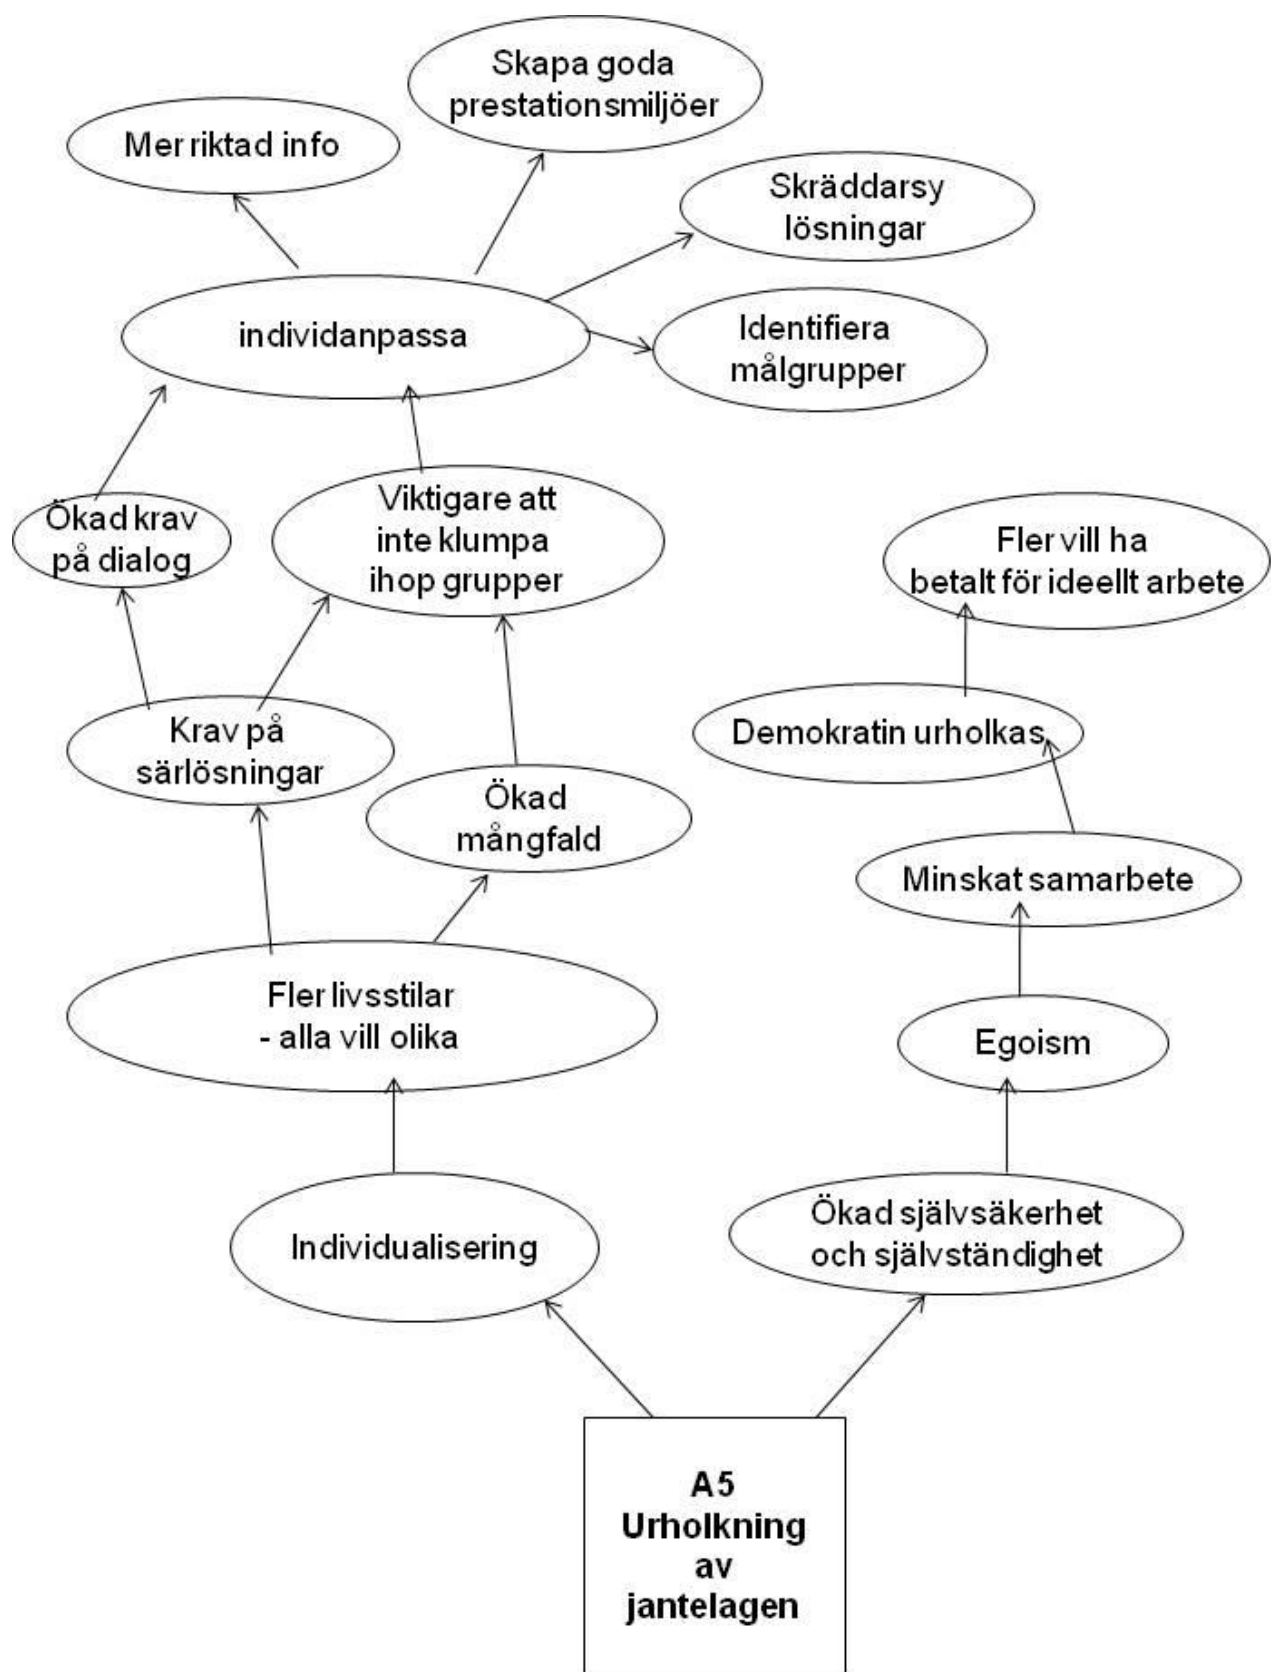 Skapa goda
prestationsmiljöer
Mer riktad info
Skräddarsy
lösningar
individanpassa
Identifiera
målgrupper
Ökad krav
på dialog
Viktigare att
inte klumpa
ihop grupper
Fler vill ha
betalt för ideellt arbete
Krav på
särlösningar
Demokratin urholkas
Ökad
mångfald
Minskat samarbete
Fler livsstilar
- alla vill olika
Egoism
Individualisering
Ökad självsäkerhet
och självständighet
A5
Urholkning
av
jantelagen